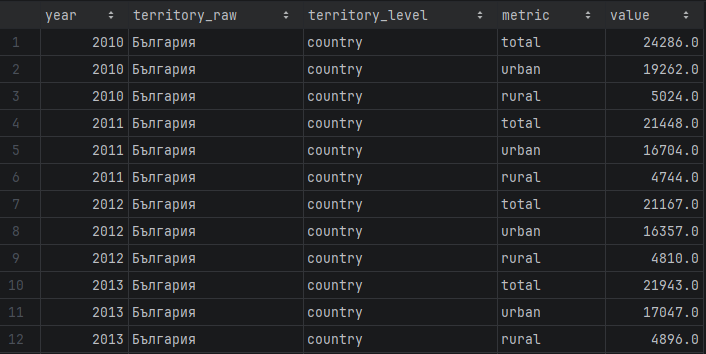 year territory_raw territory_level metric value
1 2010 България country total 24286.0
2 2010 България country urban 19262.0
3 2010 България country rural 5024.0
4 2011 България country total 21448.0
5 2011 България country urban 16704.0
6 2011 България country rural 4744.0
7 2012 България country total 21167.0
8 2012 България country urban 16357.0
9 2012 България country rural 4810.0
10 2013 България country total 21943.0
11 2013 България country urban 17047.0
12 2013 България country rural 4896.0